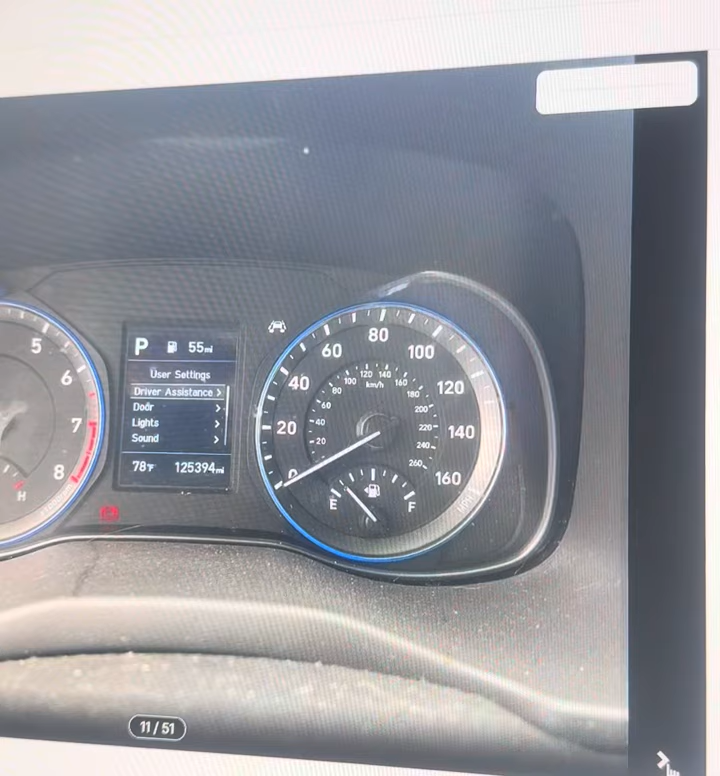 5
6
7
8
H
P 55mi
User Settings
Driver Assistance >
Door >
Lights >
Sound >
78°F 125394mi
0
20
40
60
80
100
120
140
160
20
40
60
80
100
120
140
160
180
200
220
240
260
km/h
MPH
E F
11 / 51